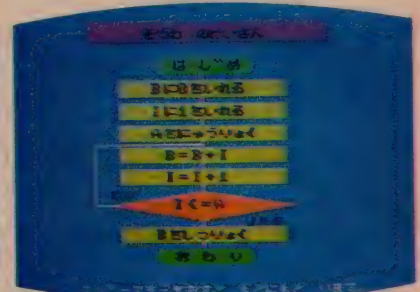 そうわ のけいさん
はじめ
Bに0をいれる
Iに1をいれる
Aをにゅうりょく
B=B+I
I=I+1
I<=A
Bをしゅつりょく
おわり